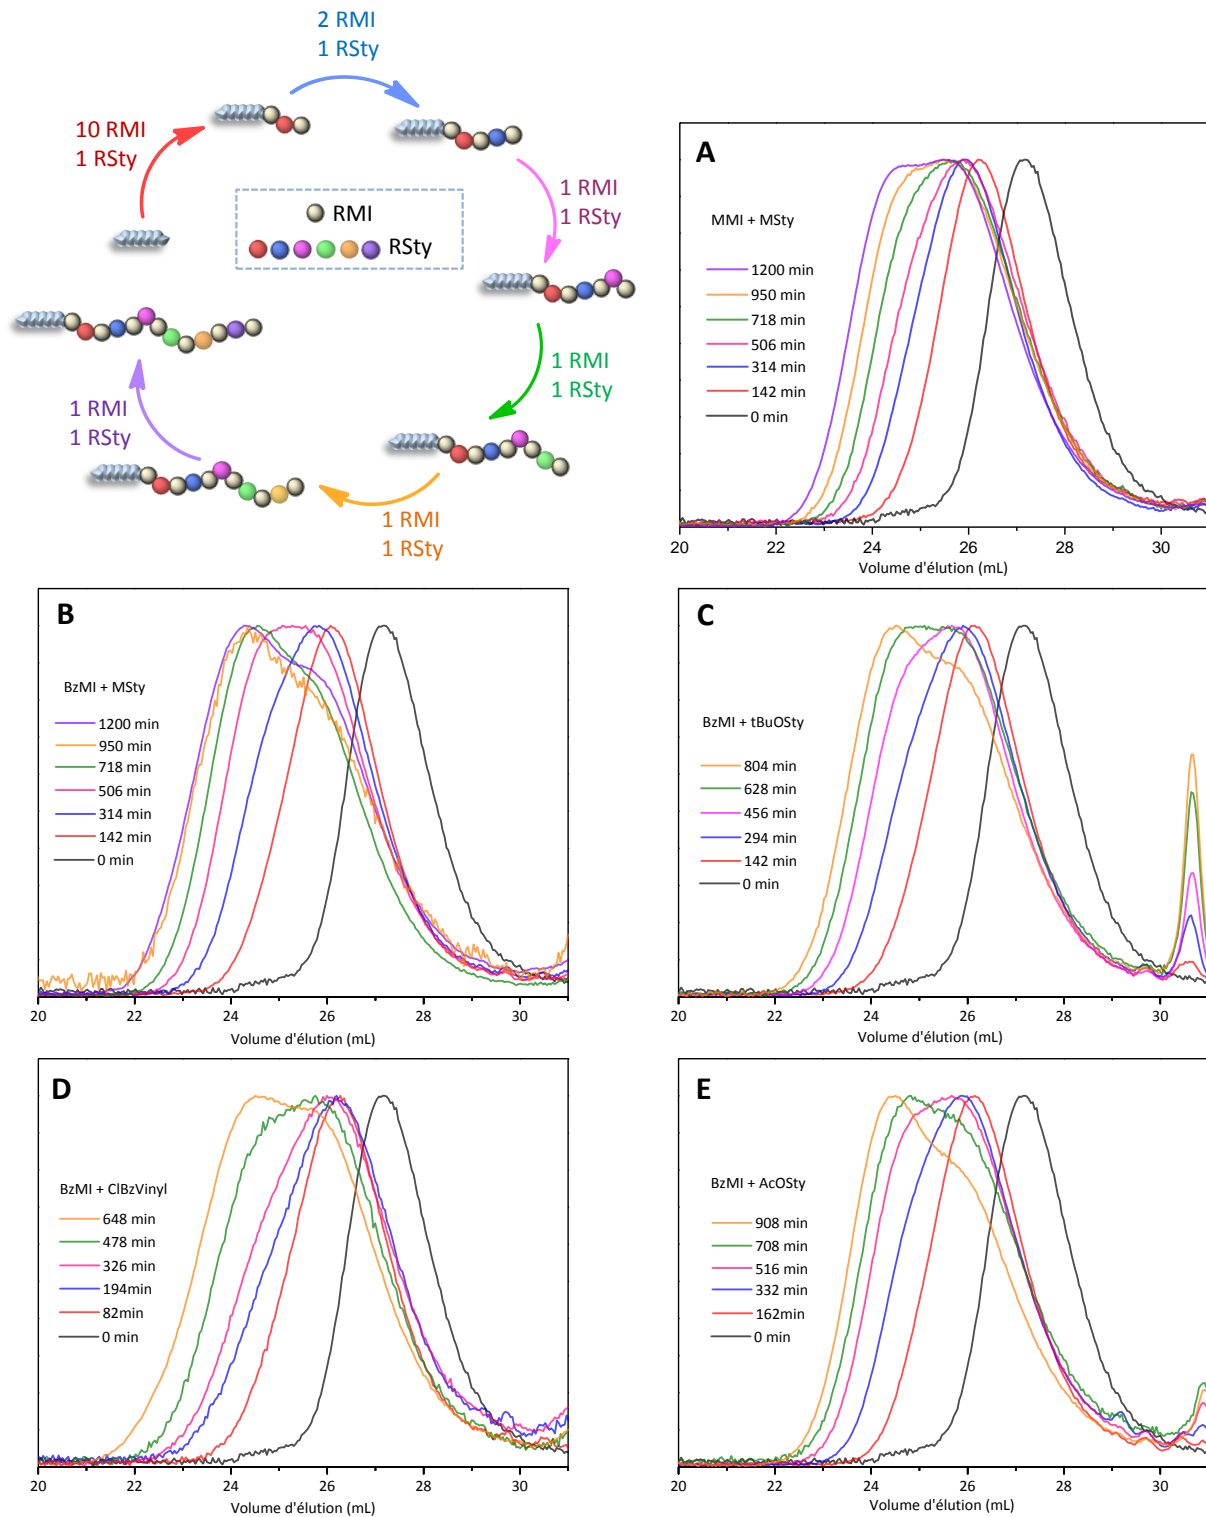 2 RMI
1 RSty
10 RMI
1 RSty
1 RMI
1 RSty
RMI
RSty
1 RMI
1 RSty
1 RMI
1 RSty
1 RMI
1 RSty
A
MMI + MSty
1200 min
950 min
718 min
506 min
314 min
142 min
0 min
20 22 24 26 28 30
Volume d'élution (mL)
B
BzMI + MSty
1200 min
950 min
718 min
506 min
314 min
142 min
0 min
20 22 24 26 28 30
Volume d'élution (mL)
C
BzMI + tBuOSty
804 min
628 min
456 min
294 min
142 min
0 min
20 22 24 26 28 30
Volume d'élution (mL)
D
BzMI + ClBzVinyl
648 min
478 min
326 min
194min
82min
0 min
20 22 24 26 28 30
Volume d'élution (mL)
E
BzMI + AcOSty
908 min
708 min
516 min
332 min
162min
0 min
20 22 24 26 28 30
Volume d'élution (mL)